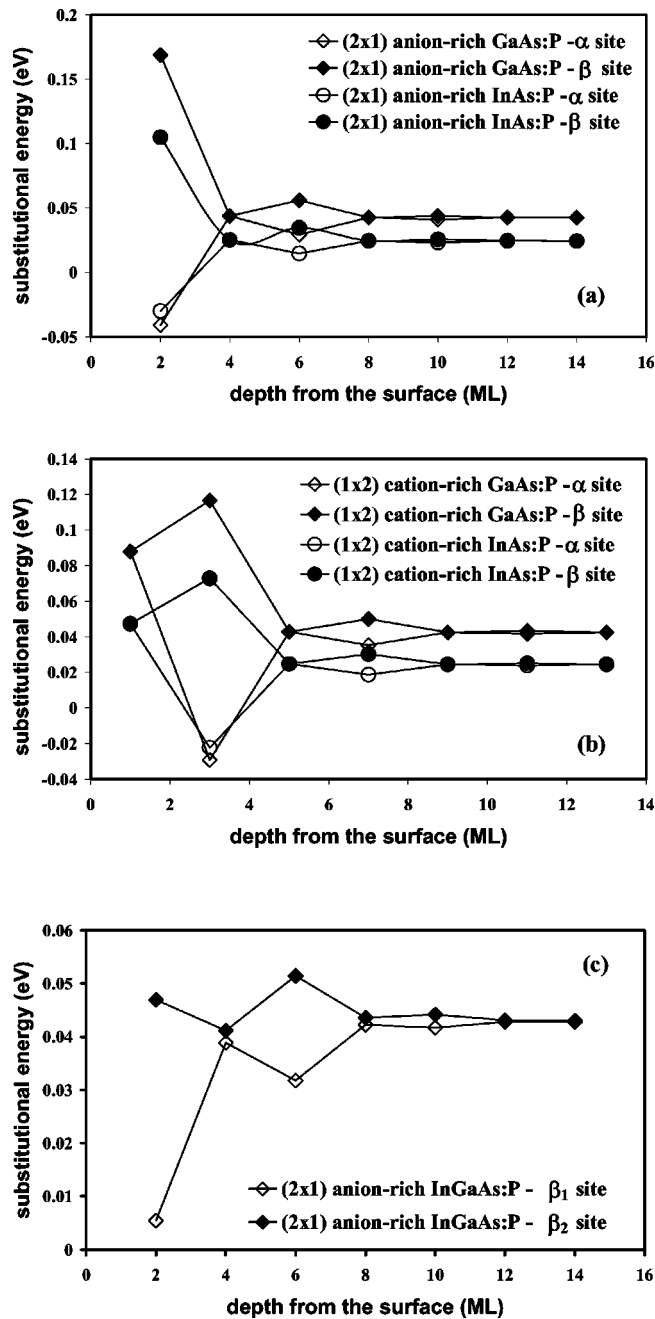 0.2
0.15
0.1
0.05
0
-0.05
substitutional energy (eV)
(2x1) anion-rich GaAs:P -α site
(2x1) anion-rich GaAs:P - β site
(2x1) anion-rich InAs:P -α site
(2x1) anion-rich InAs:P -β site
(a)
0 2 4 6 8 10 12 14 16
depth from the surface (ML)
0.14
0.12
0.1
0.08
0.06
0.04
0.02
0
-0.02
-0.04
substitutional energy (eV)
(1x2) cation-rich GaAs:P -α site
(1x2) cation-rich GaAs:P -β site
(1x2) cation-rich InAs:P -α site
(1x2) cation-rich InAs:P -β site
(b)
0 2 4 6 8 10 12 14
depth from the surface (ML)
0.06
0.05
0.04
0.03
0.02
0.01
0
substitutional energy (eV)
(c)
(2x1) anion-rich InGaAs:P - β₁ site
(2x1) anion-rich InGaAs:P - β₂ site
0 2 4 6 8 10 12 14 16
depth from the surface (ML)